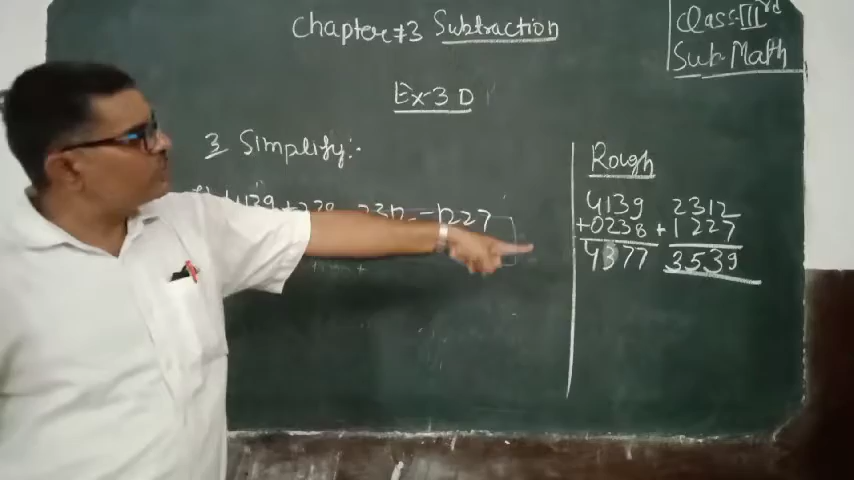 Chapter #3 Subtraction
Class III rd
Sub Math
Ex-3 D
3 Simplify:-
4139 + 238 - 2312 - 1227
Rough
4139 2312
+0238 +1227
4377 3539